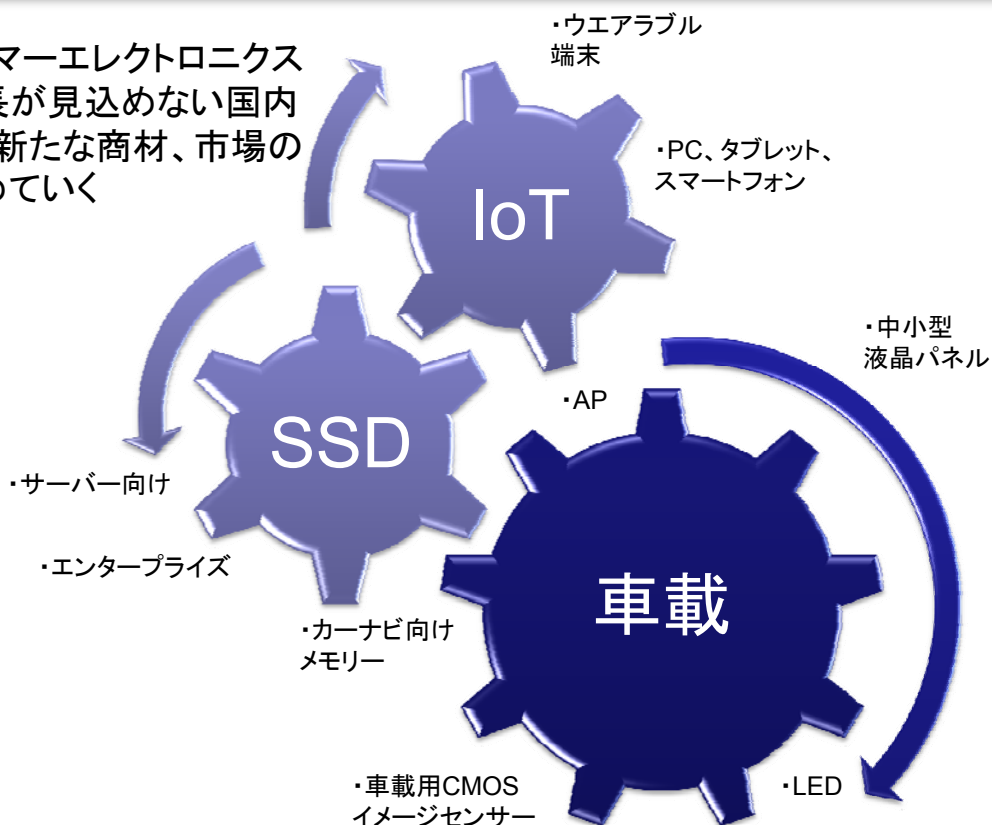 マーエレクトロニクス
長が見込めない国内
新たな商材、市場の
っていく
・ウエアラブル
端末
・PC、タブレット、
スマートフォン
IoT
・中小型
液晶パネル
・AP
SSD
・サーバー向け
・エンタープライズ
車載
・カーナビ向け
メモリー
・車載用CMOS
イメージセンサー
・LED